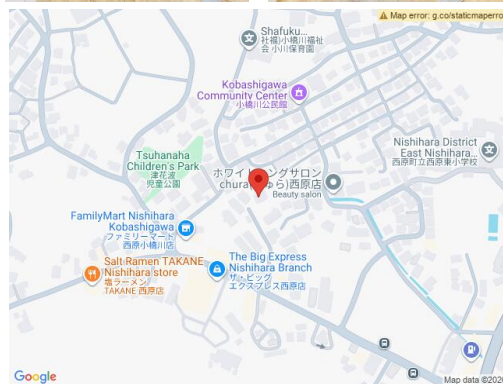 Map error: g.co/staticmaperro
Shafuku...
社福)小橋川福祉
会 小川保育園
Kobashigawa
Community Center
小橋川公民館
Nishihara District
East Nishihara...
西原町立西原東小学校
Tsuhanaha
Children's Park
津花波
児童公園
ホワイトニングサロン
chura(ちゅら)西原店
Beauty salon
FamilyMart Nishihara
Kobashigawa
ファミリーマート
西原小橋川店
The Big Express
Nishihara Branch
ザ・ビッグ
エクスプレス西原店
Salt Ramen TAKANE
Nishihara store
塩ラーメン
TAKANE 西原店
Google
Map data ©202